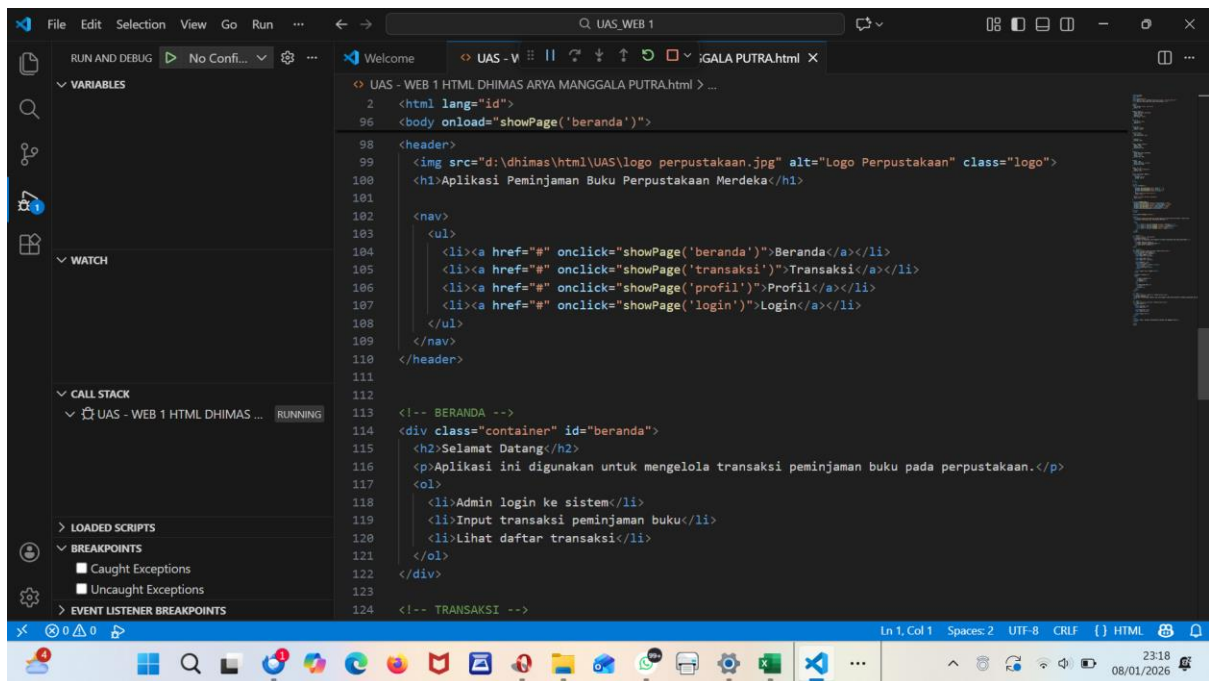 File Edit Selection View Go Run ... UAS_WEB 1
RUN AND DEBUG No Confi... ...
VARIABLES
WATCH
CALL STACK
UAS - WEB 1 HTML DHIMAS ... RUNNING
LOADED SCRIPTS
BREAKPOINTS
Caught Exceptions
Uncaught Exceptions
EVENT LISTENER BREAKPOINTS
Welcome UAS - W GALA PUTRA.html
UAS - WEB 1 HTML DHIMAS ARYA MANGGALA PUTRA.html > ...
2 <html lang="id">
96 <body onload="showPage('beranda')">
98 <header>
99 <img src="d:\dhimas\html\UAS\logo perpustakaan.jpg" alt="Logo Perpustakaan" class="logo">
100 <h1>Aplikasi Peminjaman Buku Perpustakaan Merdeka</h1>
101
102 <nav>
103 <ul>
104 <li><a href="#" onclick="showPage('beranda')">Beranda</a></li>
105 <li><a href="#" onclick="showPage('transaksi')">Transaksi</a></li>
106 <li><a href="#" onclick="showPage('profil')">Profil</a></li>
107 <li><a href="#" onclick="showPage('login')">Login</a></li>
108 </ul>
109 </nav>
110 </header>
111
112
113 <!-- BERANDA -->
114 <div class="container" id="beranda">
115 <h2>Selamat Datang</h2>
116 <p>Aplikasi ini digunakan untuk mengelola transaksi peminjaman buku pada perpustakaan.</p>
117 <ol>
118 <li>Admin login ke sistem</li>
119 <li>Input transaksi peminjaman buku</li>
120 <li>Lihat daftar transaksi</li>
121 </ol>
122 </div>
123
124 <!-- TRANSAKSI -->
0 0 Ln 1, Col 1 Spaces: 2 UTF-8 CRLF {} HTML
23:18
08/01/2026